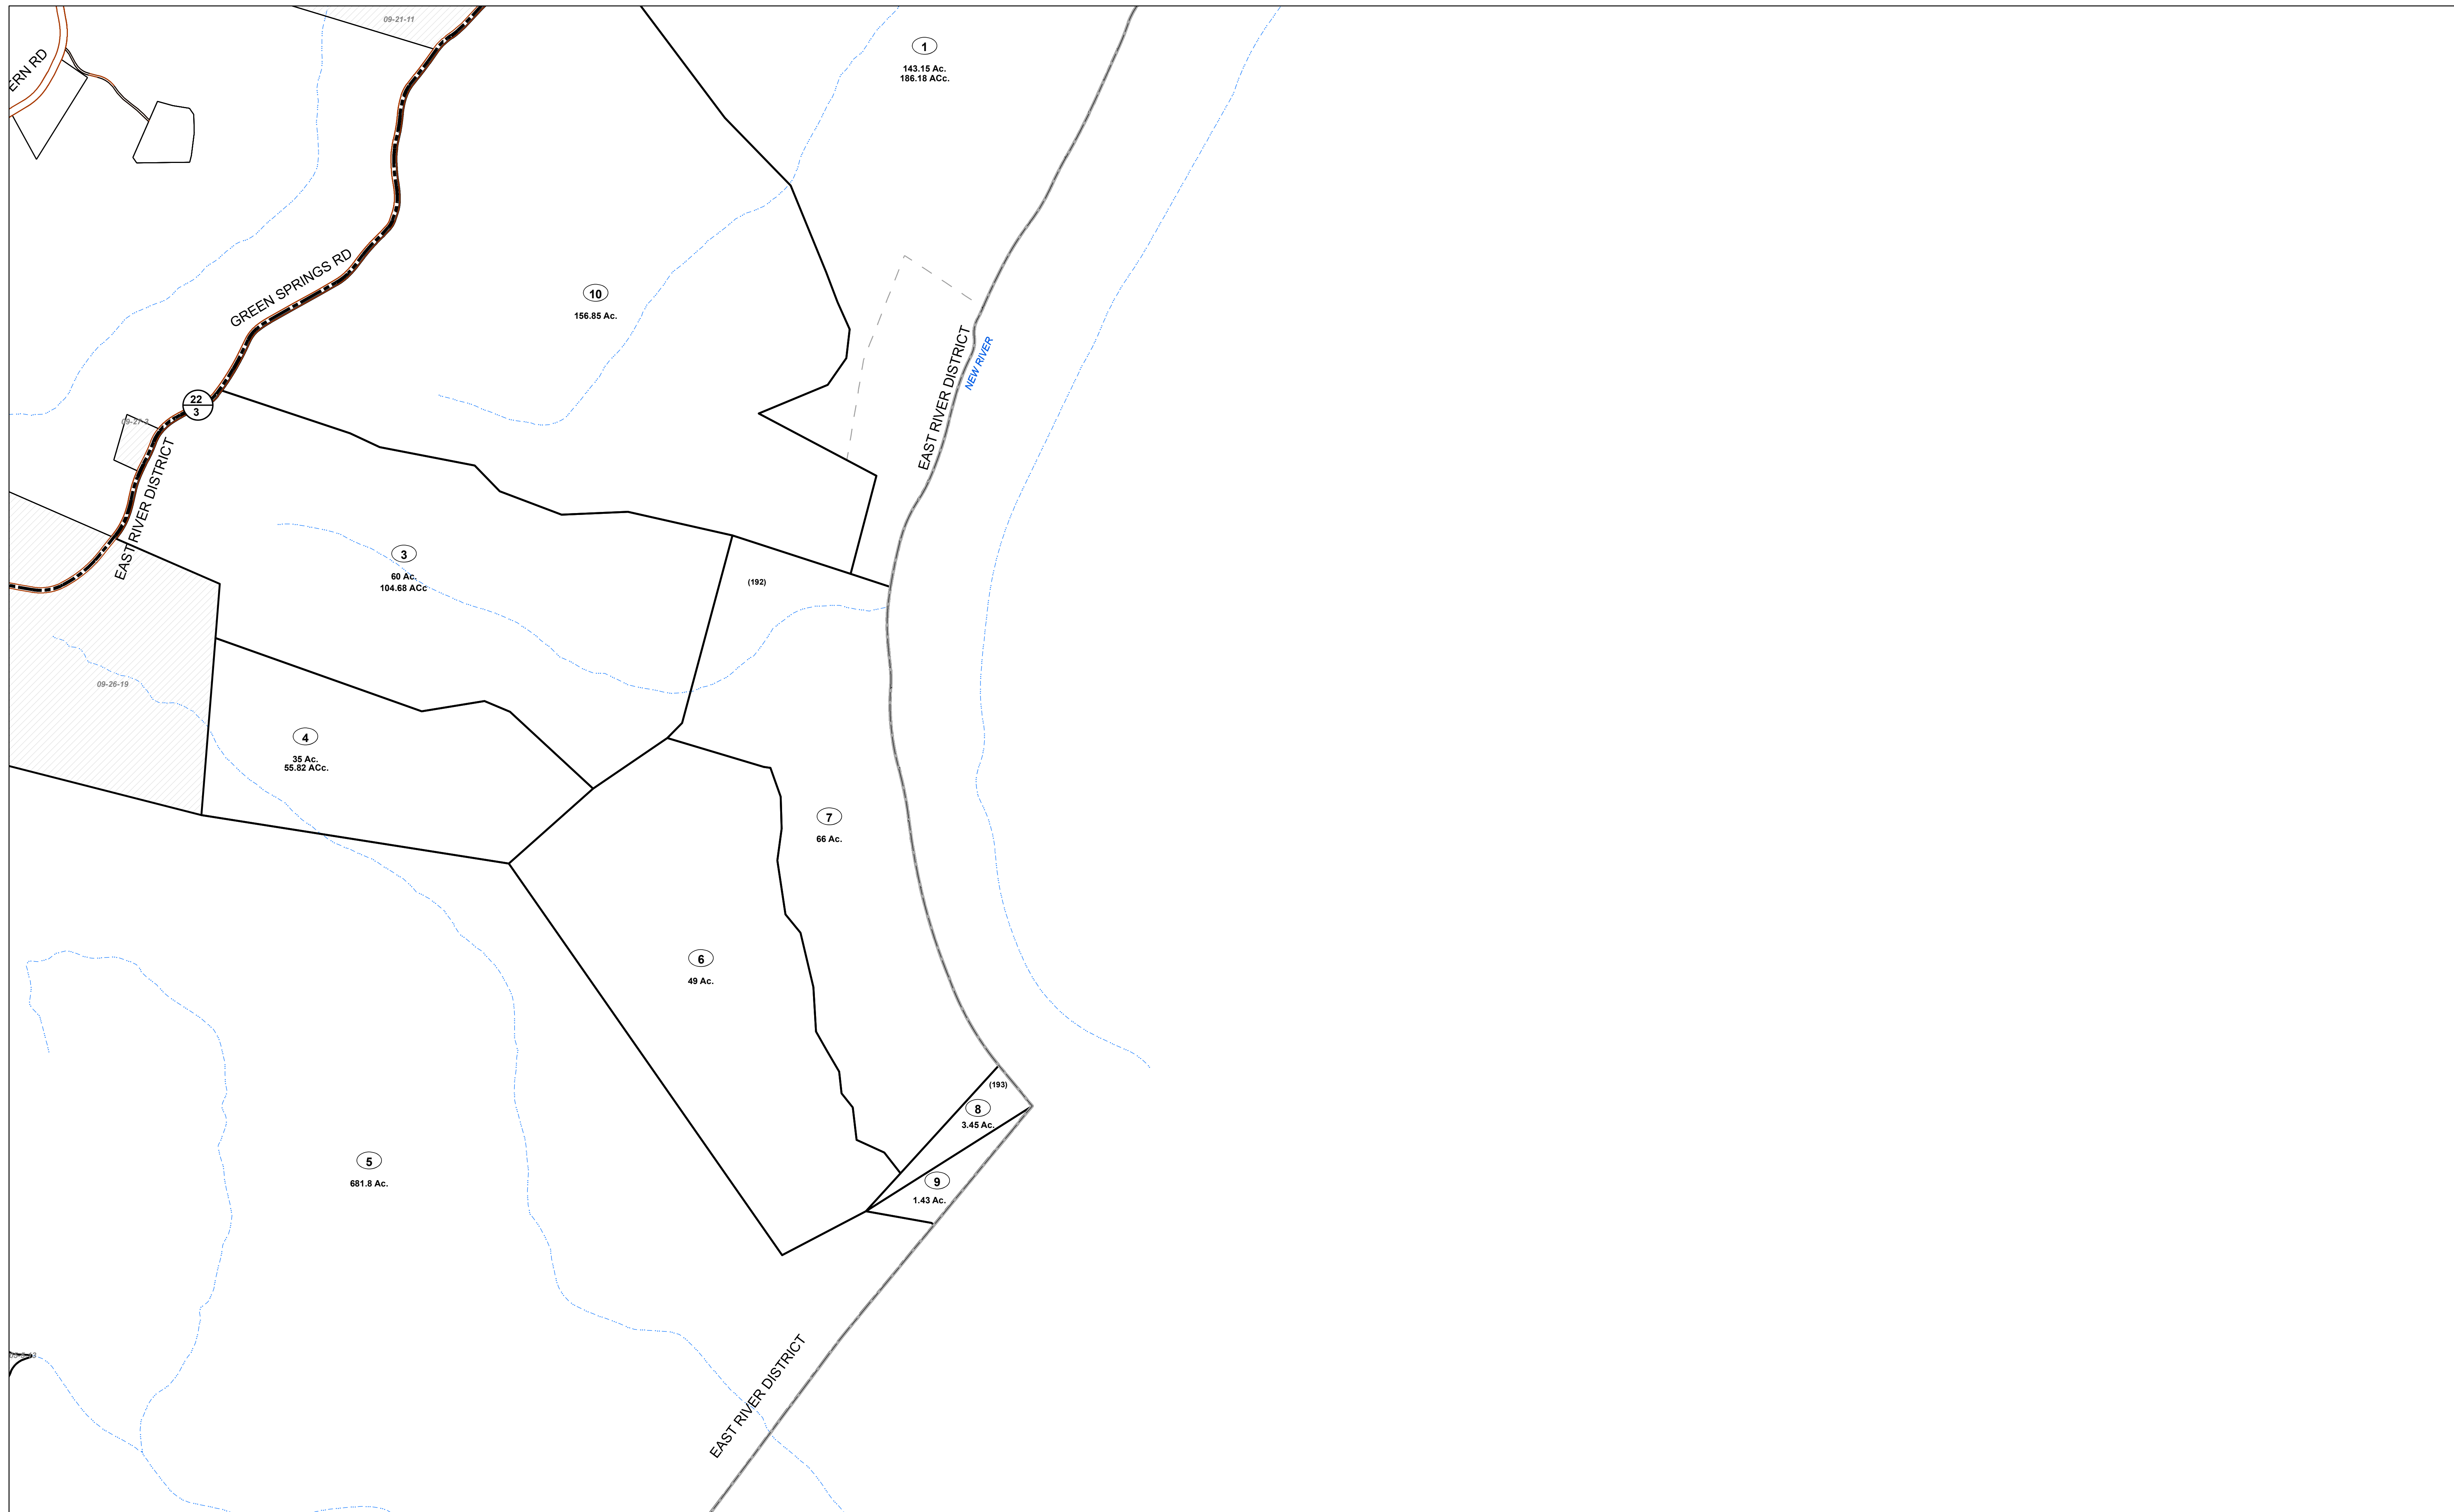 09-21-11
ERN RD
1
143.15 Ac.
186.18 ACc.
GREEN SPRINGS RD
10
156.85 Ac.
EAST RIVER DISTRICT
NEW RIVER
22
3
EAST RIVER DISTRICT
3
60 Ac.
104.68 ACc
(192)
09-26-19
4
35 Ac.
55.82 ACc.
7
66 Ac.
6
49 Ac.
(193)
8
3.45 Ac.
5
681.8 Ac.
9
1.43 Ac.
EAST RIVER DISTRICT